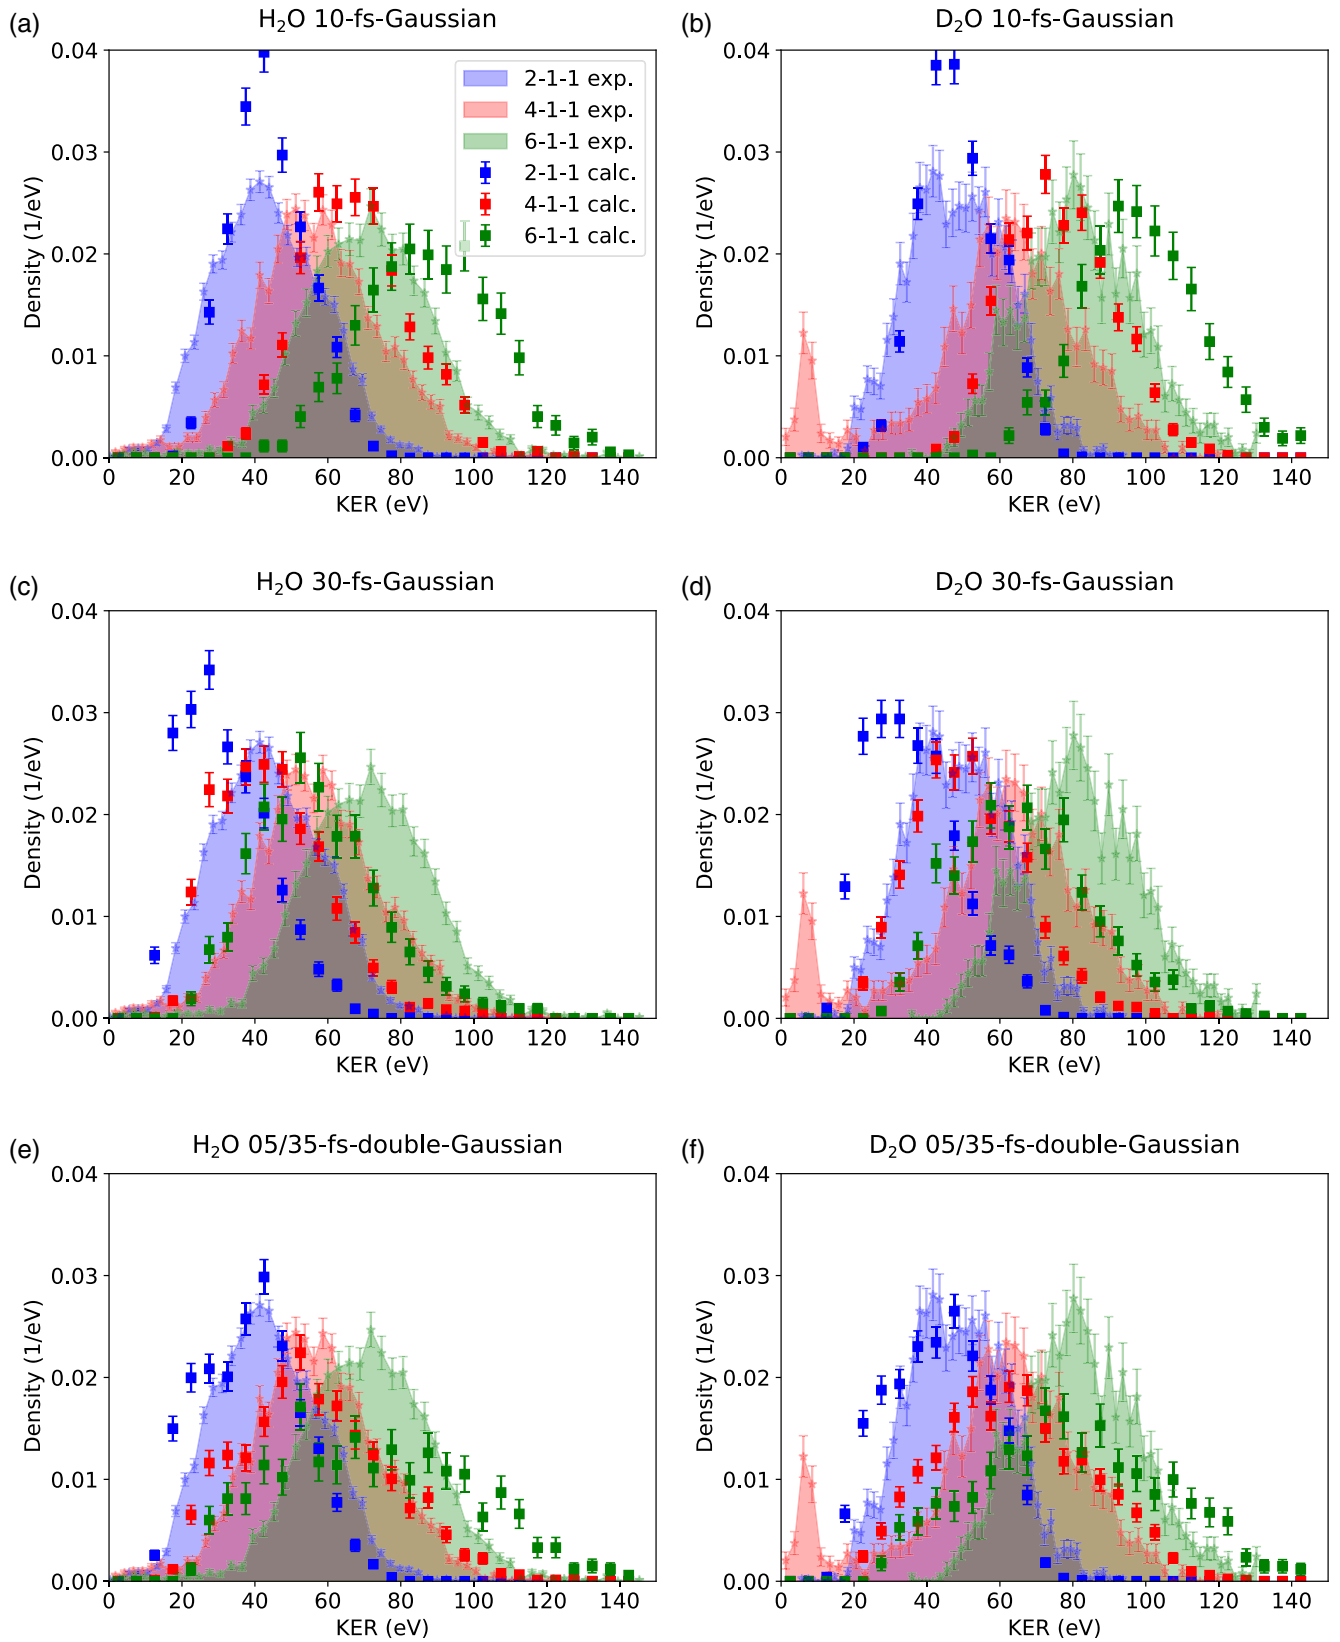 (a)
H₂O 10-fs-Gaussian
0.04
0.03
0.02
0.01
0.00
Density (1/eV)
0 20 40 60 80 100 120 140
KER (eV)
2-1-1 exp.
4-1-1 exp.
6-1-1 exp.
2-1-1 calc.
4-1-1 calc.
6-1-1 calc.
(b)
D₂O 10-fs-Gaussian
0.04
0.03
0.02
0.01
0.00
Density (1/eV)
0 20 40 60 80 100 120 140
KER (eV)
(c)
H₂O 30-fs-Gaussian
0.04
0.03
0.02
0.01
0.00
Density (1/eV)
0 20 40 60 80 100 120 140
KER (eV)
(d)
D₂O 30-fs-Gaussian
0.04
0.03
0.02
0.01
0.00
Density (1/eV)
0 20 40 60 80 100 120 140
KER (eV)
(e)
H₂O 05/35-fs-double-Gaussian
0.04
0.03
0.02
0.01
0.00
Density (1/eV)
0 20 40 60 80 100 120 140
KER (eV)
(f)
D₂O 05/35-fs-double-Gaussian
0.04
0.03
0.02
0.01
0.00
Density (1/eV)
0 20 40 60 80 100 120 140
KER (eV)